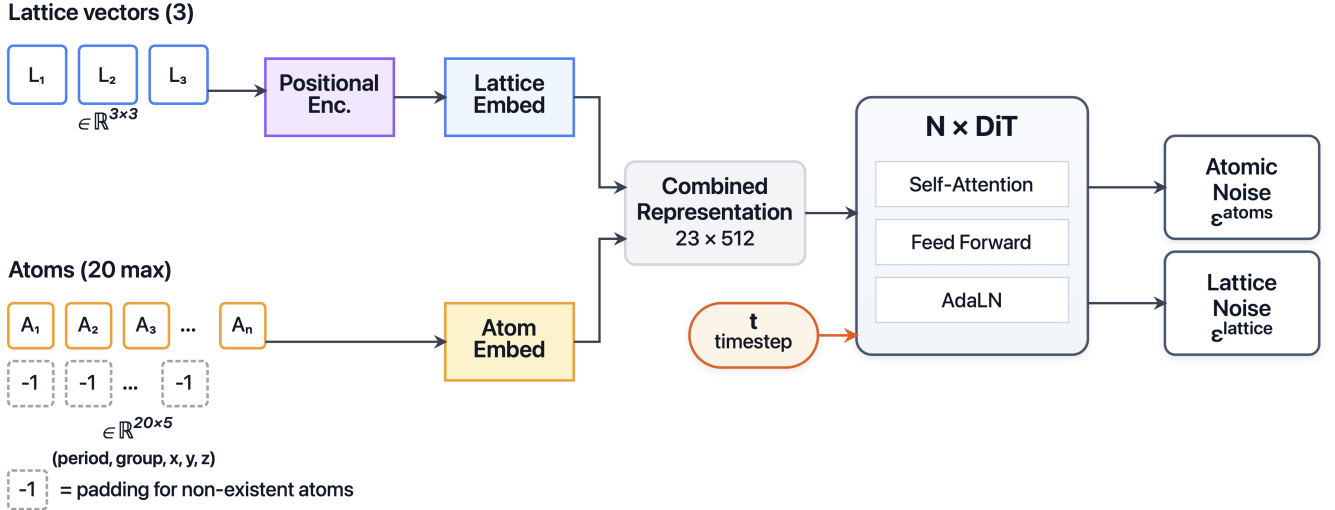 Lattice vectors (3)
L₁ L₂ L₃
∈ℝ³ˣ³
Positional
Enc.
Lattice
Embed
Combined
Representation
23 × 512
N × DiT
Self-Attention
Feed Forward
AdaLN
Atomic
Noise
ε^atoms
Lattice
Noise
ε^lattice
t
timestep
Atoms (20 max)
A₁ A₂ A₃ ... Aₙ
-1 -1 ... -1
∈ℝ²⁰ˣ⁵
(period, group, x, y, z)
-1 = padding for non-existent atoms
Atom
Embed